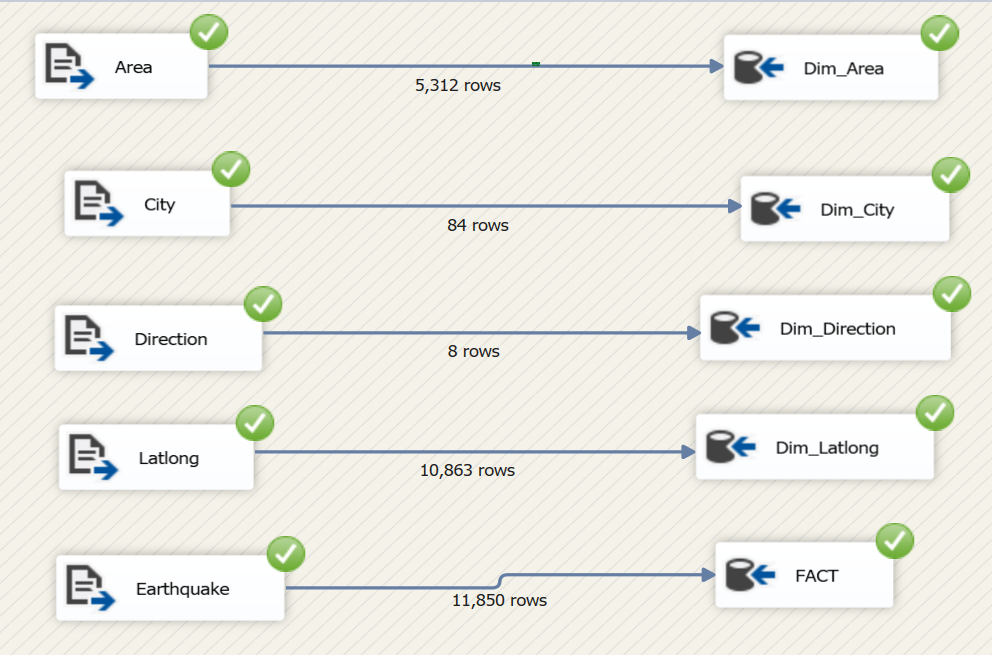 Area
5,312 rows
Dim_Area
City
84 rows
Dim_City
Direction
8 rows
Dim_Direction
Latlong
10,863 rows
Dim_Latlong
Earthquake
11,850 rows
FACT